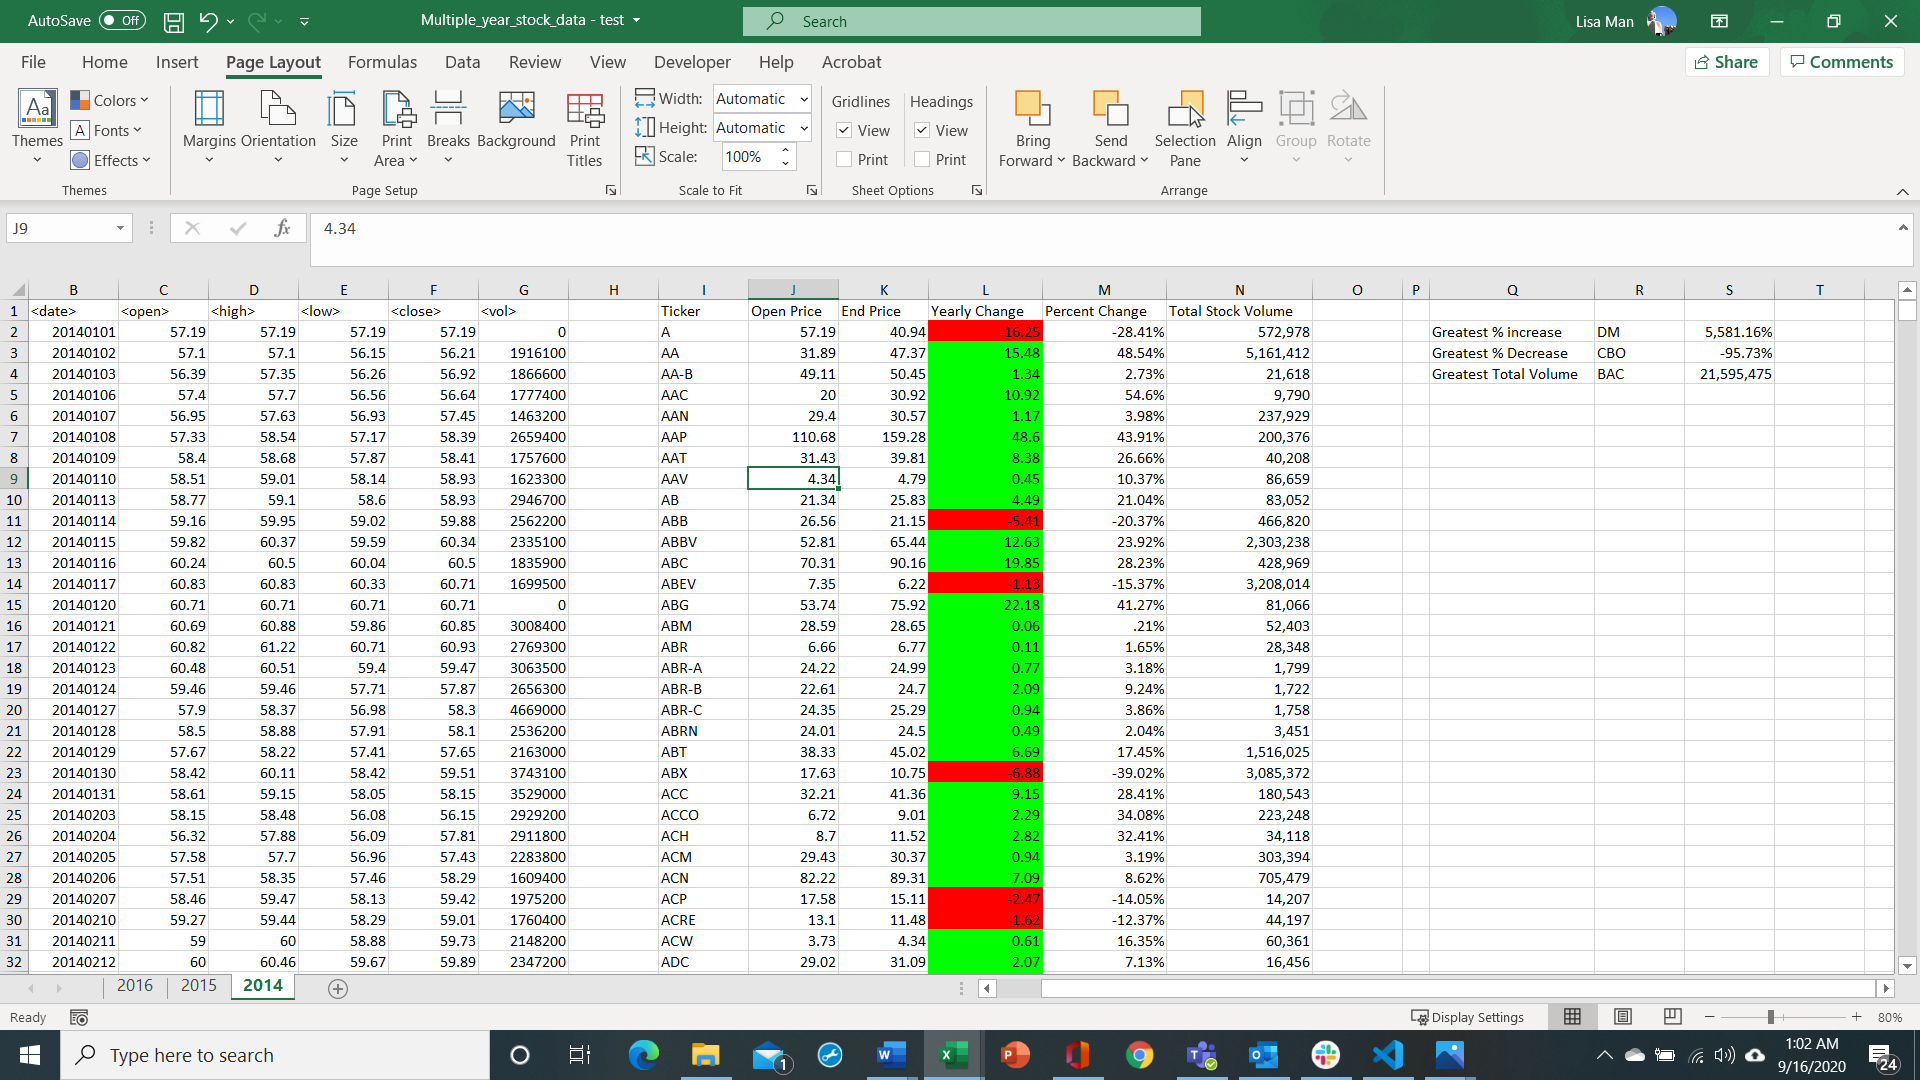 AutoSave Off Multiple_year_stock_data - test Search Lisa Man
File Home Insert Page Layout Formulas Data Review View Developer Help Acrobat Share Comments
Themes Colors Fonts Effects Themes
Margins Orientation Size Print Area Breaks Background Print Titles Page Setup
Width: Automatic Height: Automatic Scale: 100% Scale to Fit
Gridlines View Print Headings View Print Sheet Options
Bring Forward Send Backward Selection Pane Align Group Rotate Arrange
J9 fx 4.34
B C D E F G H I J K L M N O P Q R S T
1 <date> <open> <high> <low> <close> <vol> Ticker Open Price End Price Yearly Change Percent Change Total Stock Volume
2 20140101 57.19 57.19 57.19 57.19 0 A 57.19 40.94 -16.25 -28.41% 572,978 Greatest % increase DM 5,581.16%
3 20140102 57.1 57.1 56.15 56.21 1916100 AA 31.89 47.37 15.48 48.54% 5,161,412 Greatest % Decrease CBO -95.73%
4 20140103 56.39 57.35 56.26 56.92 1866600 AA-B 49.11 50.45 1.34 2.73% 21,618 Greatest Total Volume BAC 21,595,475
5 20140106 57.4 57.7 56.56 56.64 1777400 AAC 20 30.92 10.92 54.6% 9,790
6 20140107 56.95 57.63 56.93 57.45 1463200 AAN 29.4 30.57 1.17 3.98% 237,929
7 20140108 57.33 58.54 57.17 58.39 2659400 AAP 110.68 159.28 48.6 43.91% 200,376
8 20140109 58.4 58.68 57.87 58.41 1757600 AAT 31.43 39.81 8.38 26.66% 40,208
9 20140110 58.51 59.01 58.14 58.93 1623300 AAV 4.34 4.79 0.45 10.37% 86,659
10 20140113 58.77 59.1 58.6 58.93 2946700 AB 21.34 25.83 4.49 21.04% 83,052
11 20140114 59.16 59.95 59.02 59.88 2562200 ABB 26.56 21.15 -5.41 -20.37% 466,820
12 20140115 59.82 60.37 59.59 60.34 2335100 ABBV 52.81 65.44 12.63 23.92% 2,303,238
13 20140116 60.24 60.5 60.04 60.5 1835900 ABC 70.31 90.16 19.85 28.23% 428,969
14 20140117 60.83 60.83 60.33 60.71 1699500 ABEV 7.35 6.22 -1.13 -15.37% 3,208,014
15 20140120 60.71 60.71 60.71 60.71 0 ABG 53.74 75.92 22.18 41.27% 81,066
16 20140121 60.69 60.88 59.86 60.85 3008400 ABM 28.59 28.65 0.06 .21% 52,403
17 20140122 60.82 61.22 60.71 60.93 2769300 ABR 6.66 6.77 0.11 1.65% 28,348
18 20140123 60.48 60.51 59.4 59.47 3063500 ABR-A 24.22 24.99 0.77 3.18% 1,799
19 20140124 59.46 59.46 57.71 57.87 2656300 ABR-B 22.61 24.7 2.09 9.24% 1,722
20 20140127 57.9 58.37 56.98 58.3 4669000 ABR-C 24.35 25.29 0.94 3.86% 1,758
21 20140128 58.5 58.88 57.91 58.1 2536200 ABRN 24.01 24.5 0.49 2.04% 3,451
22 20140129 57.67 58.22 57.41 57.65 2163000 ABT 38.33 45.02 6.69 17.45% 1,516,025
23 20140130 58.42 60.11 58.42 59.51 3743100 ABX 17.63 10.75 -6.88 -39.02% 3,085,372
24 20140131 58.61 59.15 58.05 58.15 3529000 ACC 32.21 41.36 9.15 28.41% 180,543
25 20140203 58.15 58.48 56.08 56.15 2929200 ACCO 6.72 9.01 2.29 34.08% 223,248
26 20140204 56.32 57.88 56.09 57.81 2911800 ACH 8.7 11.52 2.82 32.41% 34,118
27 20140205 57.58 57.7 56.96 57.43 2283800 ACM 29.43 30.37 0.94 3.19% 303,394
28 20140206 57.51 58.35 57.46 58.29 1609400 ACN 82.22 89.31 7.09 8.62% 705,479
29 20140207 58.46 59.47 58.13 59.42 1975200 ACP 17.58 15.11 -2.47 -14.05% 14,207
30 20140210 59.27 59.44 58.29 59.01 1760400 ACRE 13.1 11.48 -1.62 -12.37% 44,197
31 20140211 59 60 58.88 59.73 2148200 ACW 3.73 4.34 0.61 16.35% 60,361
32 20140212 60 60.46 59.67 59.89 2347200 ADC 29.02 31.09 2.07 7.13% 16,456
2016 2015 2014
Ready Display Settings 80%
Type here to search 1 1:02 AM
9/16/2020 24